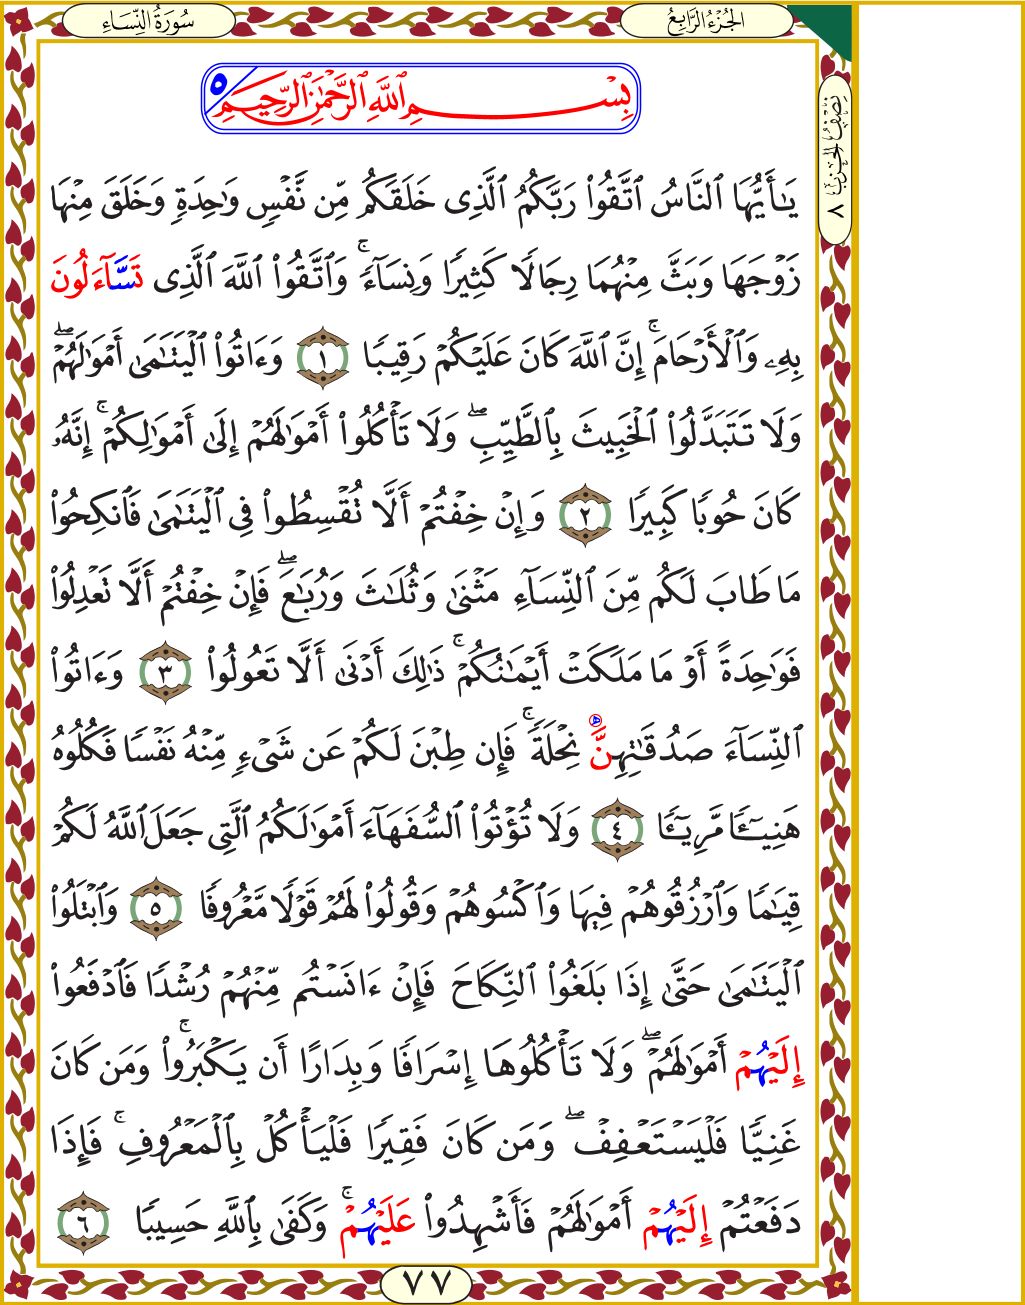 سُورَةُ النِّسَاءِ
الجُزْءُ الرَّابِعُ
نِصْفُ الحِزْبِ ٨
بِسْمِ ٱللَّهِ ٱلرَّحْمَٰنِ ٱلرَّحِيمِ ٥
يَٰٓأَيُّهَا ٱلنَّاسُ ٱتَّقُوا۟ رَبَّكُمُ ٱلَّذِى خَلَقَكُم مِّن نَّفْسٍ وَٰحِدَةٍ وَخَلَقَ مِنْهَا
زَوْجَهَا وَبَثَّ مِنْهُمَا رِجَالًا كَثِيرًا وَنِسَآءً ۚ وَٱتَّقُوا۟ ٱللَّهَ ٱلَّذِى تَسَّآءَلُونَ
بِهِۦ وَٱلْأَرْحَامَ ۚ إِنَّ ٱللَّهَ كَانَ عَلَيْكُمْ رَقِيبًا ١ وَءَاتُوا۟ ٱلْيَتَٰمَىٰٓ أَمْوَٰلَهُمْ ۖ
وَلَا تَتَبَدَّلُوا۟ ٱلْخَبِيثَ بِٱلطَّيِّبِ ۖ وَلَا تَأْكُلُوٓا۟ أَمْوَٰلَهُمْ إِلَىٰٓ أَمْوَٰلِكُمْ ۚ إِنَّهُۥ
كَانَ حُوبًا كَبِيرًا ٢ وَإِنْ خِفْتُمْ أَلَّا تُقْسِطُوا۟ فِى ٱلْيَتَٰمَىٰ فَٱنكِحُوا۟
مَا طَابَ لَكُم مِّنَ ٱلنِّسَآءِ مَثْنَىٰ وَثُلَٰثَ وَرُبَٰعَ ۖ فَإِنْ خِفْتُمْ أَلَّا تَعْدِلُوا۟
فَوَٰحِدَةً أَوْ مَا مَلَكَتْ أَيْمَٰنُكُمْ ۚ ذَٰلِكَ أَدْنَىٰٓ أَلَّا تَعُولُوا۟ ٣ وَءَاتُوا۟
ٱلنِّسَآءَ صَدُقَٰتِهِنَّ نِحْلَةً ۚ فَإِن طِبْنَ لَكُمْ عَن شَىْءٍ مِّنْهُ نَفْسًا فَكُلُوهُ
هَنِيٓـًٔا مَّرِيٓـًٔا ٤ وَلَا تُؤْتُوا۟ ٱلسُّفَهَآءَ أَمْوَٰلَكُمُ ٱلَّتِى جَعَلَ ٱللَّهُ لَكُمْ
قِيَٰمًا وَٱرْزُقُوهُمْ فِيهَا وَٱكْسُوهُمْ وَقُولُوا۟ لَهُمْ قَوْلًا مَّعْرُوفًا ٥ وَٱبْتَلُوا۟
ٱلْيَتَٰمَىٰ حَتَّىٰٓ إِذَا بَلَغُوا۟ ٱلنِّكَاحَ فَإِنْ ءَانَسْتُم مِّنْهُمْ رُشْدًا فَٱدْفَعُوٓا۟
إِلَيْهُمْ أَمْوَٰلَهُمْ ۖ وَلَا تَأْكُلُوهَآ إِسْرَافًا وَبِدَارًا أَن يَكْبَرُوا۟ ۚ وَمَن كَانَ
غَنِيًّا فَلْيَسْتَعْفِفْ ۖ وَمَن كَانَ فَقِيرًا فَلْيَأْكُلْ بِٱلْمَعْرُوفِ ۚ فَإِذَا
دَفَعْتُمْ إِلَيْهُمْ أَمْوَٰلَهُمْ فَأَشْهِدُوا۟ عَلَيْهُمْ ۚ وَكَفَىٰ بِٱللَّهِ حَسِيبًا ٦
٧٧